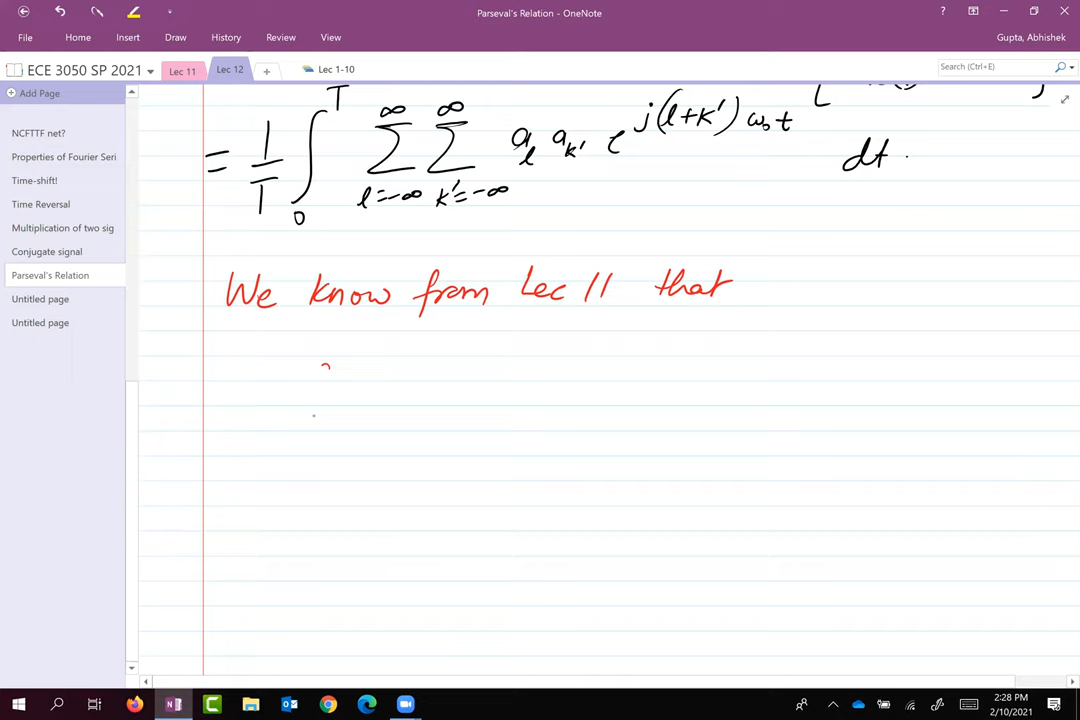 Parseval's Relation - OneNote
File Home Insert Draw History Review View
Gupta, Abhishek
ECE 3050 SP 2021
Lec 11
Lec 12
Lec 1-10
Search (Ctrl+E)
Add Page
NCFTTF net?
Properties of Fourier Seri
Time-shift!
Time Reversal
Multiplication of two sig
Conjugate signal
Parseval's Relation
Untitled page
Untitled page
= 1/T ∫_0^T ∑_{l=-∞}^{∞} ∑_{k'=-∞}^{∞} a_l a_{k'} e^{j(l+k')ω₀t} dt.
We know from Lec 11 that
2:28 PM
2/10/2021